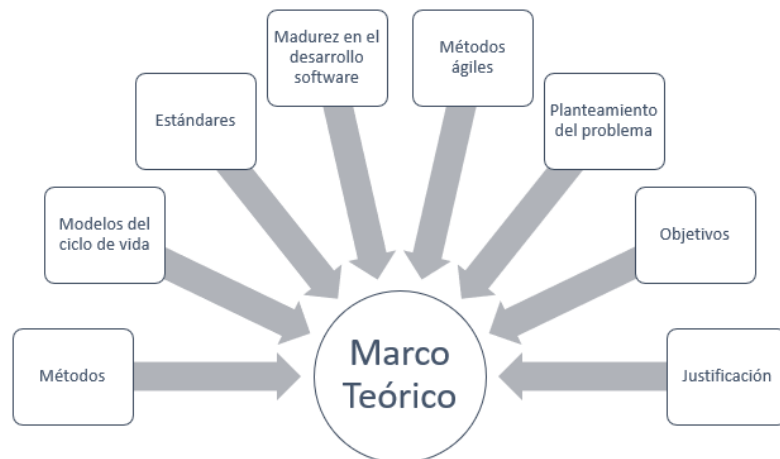 Madurez en el
desarrollo
software
Métodos
ágiles
Estándares
Planteamiento
del problema
Modelos del
ciclo de vida
Objetivos
Métodos
Marco
Teórico
Justificación